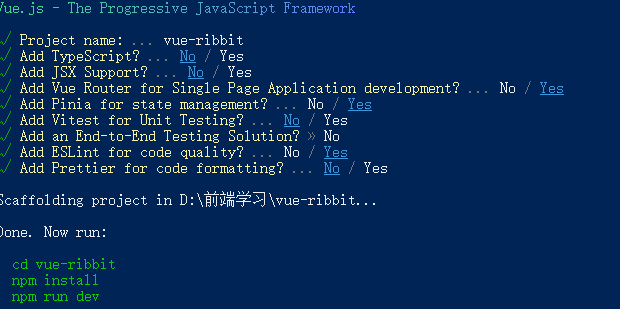 Vue.js - The Progressive JavaScript Framework
√ Project name: ... vue-ribbit
√ Add TypeScript? ... No / Yes
√ Add JSX Support? ... No / Yes
√ Add Vue Router for Single Page Application development? ... No / Yes
√ Add Pinia for state management? ... No / Yes
√ Add Vitest for Unit Testing? ... No / Yes
√ Add an End-to-End Testing Solution? » No
√ Add ESLint for code quality? ... No / Yes
√ Add Prettier for code formatting? ... No / Yes
Scaffolding project in D:\前端学习\vue-ribbit...
Done. Now run:
cd vue-ribbit
npm install
npm run dev